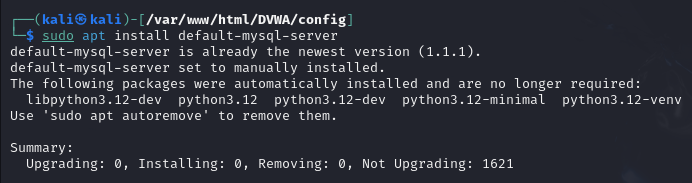 ┌──(kali㉿kali)-[/var/www/html/DVWA/config]
└─$ sudo apt install default-mysql-server
default-mysql-server is already the newest version (1.1.1).
default-mysql-server set to manually installed.
The following packages were automatically installed and are no longer required:
  libpython3.12-dev  python3.12  python3.12-dev  python3.12-minimal  python3.12-venv
Use 'sudo apt autoremove' to remove them.

Summary:
  Upgrading: 0, Installing: 0, Removing: 0, Not Upgrading: 1621